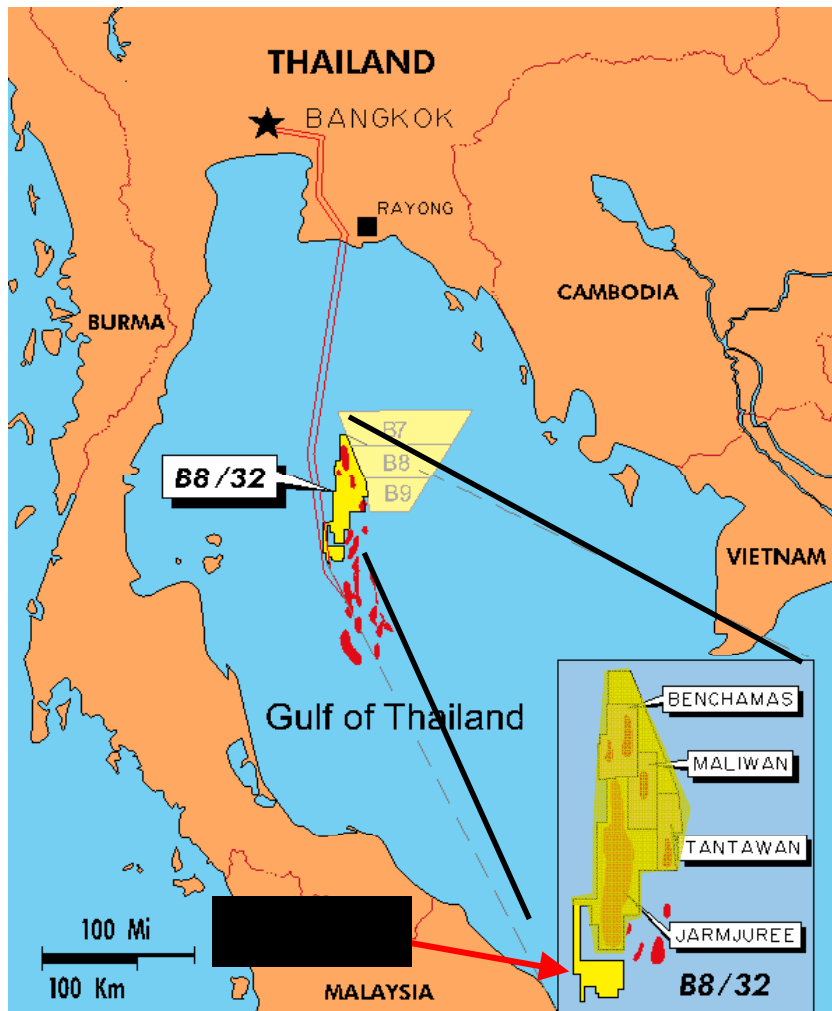 THAILAND
BANGKOK
RAYONG
CAMBODIA
BURMA
B7
B8
B9
B8/32
VIETNAM
Gulf of Thailand
BENCHAMAS
MALIWAN
TANTAWAN
JARMJUREE
B8/32
100 Mi
100 Km
MALAYSIA